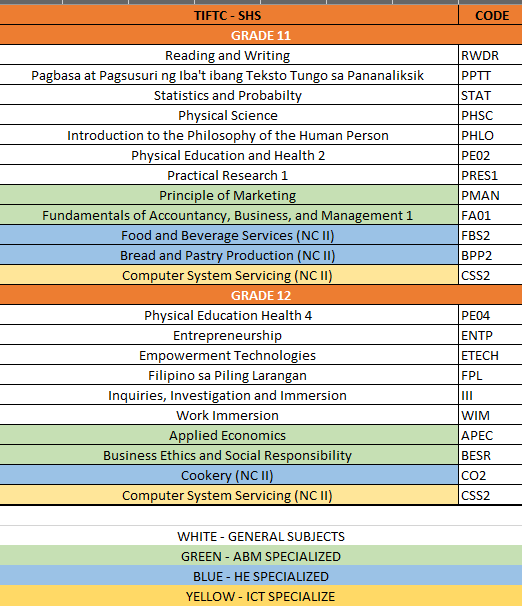 TIFTC - SHS CODE
GRADE 11
Reading and Writing RWDR
Pagbasa at Pagsusuri ng Iba't ibang Teksto Tungo sa Pananaliksik PPTT
Statistics and Probabilty STAT
Physical Science PHSC
Introduction to the Philosophy of the Human Person PHLO
Physical Education and Health 2 PE02
Practical Research 1 PRES1
Principle of Marketing PMAN
Fundamentals of Accountancy, Business, and Management 1 FA01
Food and Beverage Services (NC II) FBS2
Bread and Pastry Production (NC II) BPP2
Computer System Servicing (NC II) CSS2
GRADE 12
Physical Education Health 4 PE04
Entrepreneurship ENTP
Empowerment Technologies ETECH
Filipino sa Piling Larangan FPL
Inquiries, Investigation and Immersion III
Work Immersion WIM
Applied Economics APEC
Business Ethics and Social Responsibility BESR
Cookery (NC II) CO2
Computer System Servicing (NC II) CSS2
WHITE - GENERAL SUBJECTS
GREEN - ABM SPECIALIZED
BLUE - HE SPECIALIZED
YELLOW - ICT SPECIALIZE